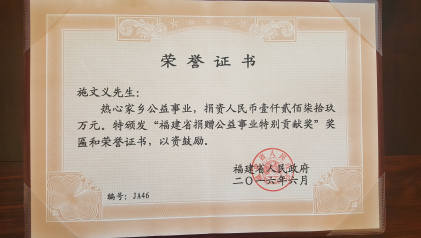 荣誉证书
施文义先生：
热心家乡公益事业，捐资人民币壹仟贰佰柒拾玖
万元。特颁发“福建省捐赠公益事业特别贡献奖”奖
匾和荣誉证书，以资鼓励。
福建省人民政府
二〇一六年六月
编号：JA46